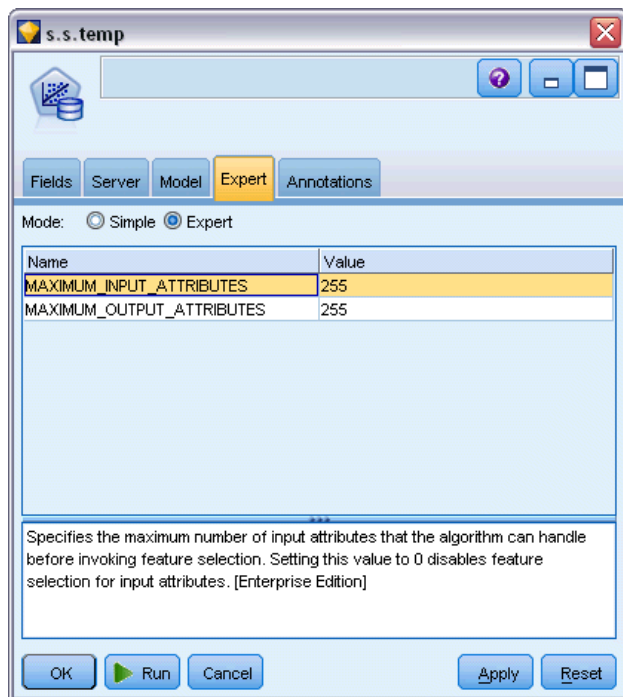 s.s.temp
Fields Server Model Expert Annotations
Mode: Simple Expert
Name Value
MAXIMUM_INPUT_ATTRIBUTES 255
MAXIMUM_OUTPUT_ATTRIBUTES 255
Specifies the maximum number of input attributes that the algorithm can handle
before invoking feature selection. Setting this value to 0 disables feature
selection for input attributes. [Enterprise Edition]
OK Run Cancel Apply Reset